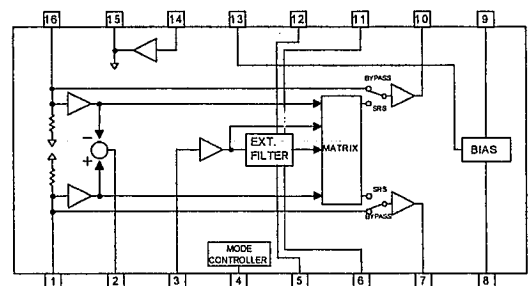 16 15 14 13 12 11 10 9
BYPASS
SRS
−
+
EXT.
FILTER
MATRIX
BIAS
SRS
BYPASS
MODE
CONTROLLER
1 2 3 4 5 6 7 8